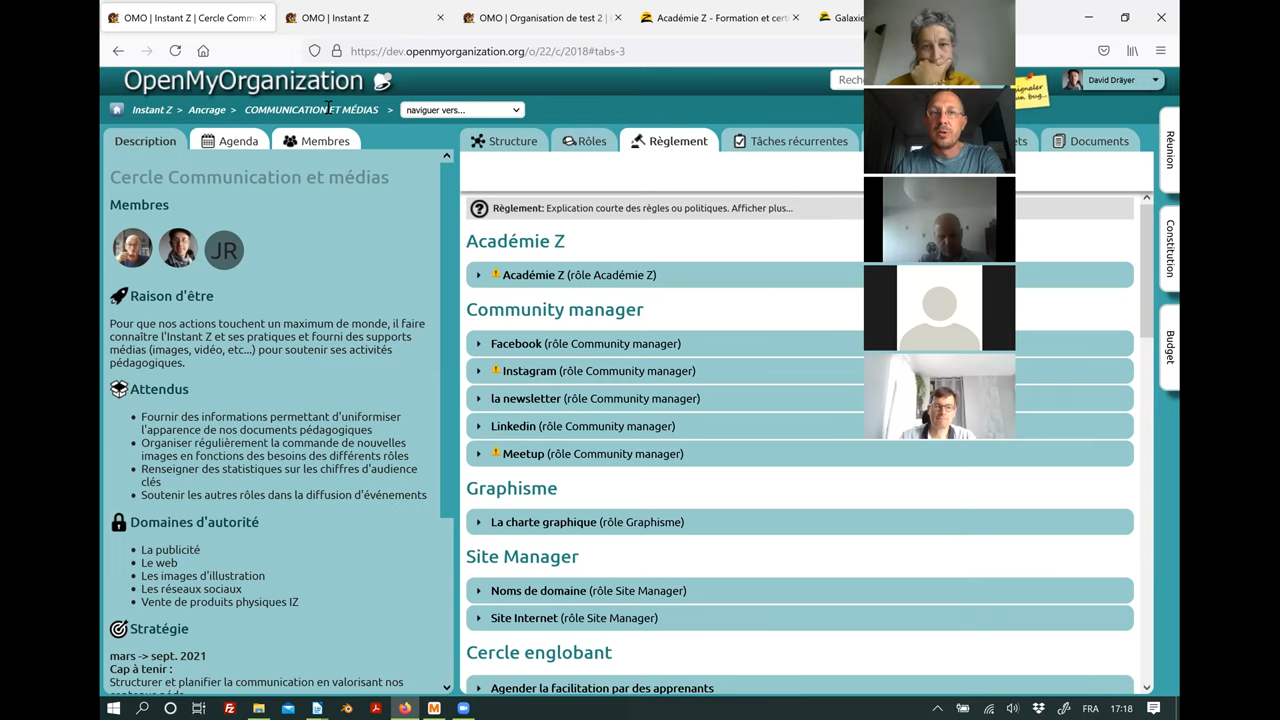 OMO | Instant Z | Cercle Commu
OMO | Instant Z
OMO | Organisation de test 2 |
Académie Z - Formation et cert
Galaxie
https://dev.openmyorganization.org/o/22/c/2018#tabs-3
OpenMyOrganization
Reche
signaler
un bug...
David Dräyer
Instant Z > Ancrage > COMMUNICATION ET MÉDIAS >
naviguer vers...
Description
Agenda
Membres
Structure
Rôles
Règlement
Tâches récurrentes
ets
Documents
Réunion
Constitution
Budget
Cercle Communication et médias
Membres
JR
Raison d'être
Pour que nos actions touchent un maximum de monde, il faire
connaître l'Instant Z et ses pratiques et fourni des supports
médias (images, vidéo, etc...) pour soutenir ses activités
pédagogiques.
Attendus
Fournir des informations permettant d'uniformiser
l'apparence de nos documents pédagogiques
Organiser régulièrement la commande de nouvelles
images en fonctions des besoins des différents rôles
Renseigner des statistiques sur les chiffres d'audience
clés
Soutenir les autres rôles dans la diffusion d'événements
Domaines d'autorité
La publicité
Le web
Les images d'illustration
Les réseaux sociaux
Vente de produits physiques IZ
Stratégie
mars -> sept. 2021
Cap à tenir :
Structurer et planifier la communication en valorisant nos
Règlement: Explication courte des règles ou politiques. Afficher plus...
Académie Z
Académie Z (rôle Académie Z)
Community manager
Facebook (rôle Community manager)
Instagram (rôle Community manager)
la newsletter (rôle Community manager)
Linkedin (rôle Community manager)
Meetup (rôle Community manager)
Graphisme
La charte graphique (rôle Graphisme)
Site Manager
Noms de domaine (rôle Site Manager)
Site Internet (rôle Site Manager)
Cercle englobant
Agender la facilitation par des apprenants
FRA
17:18